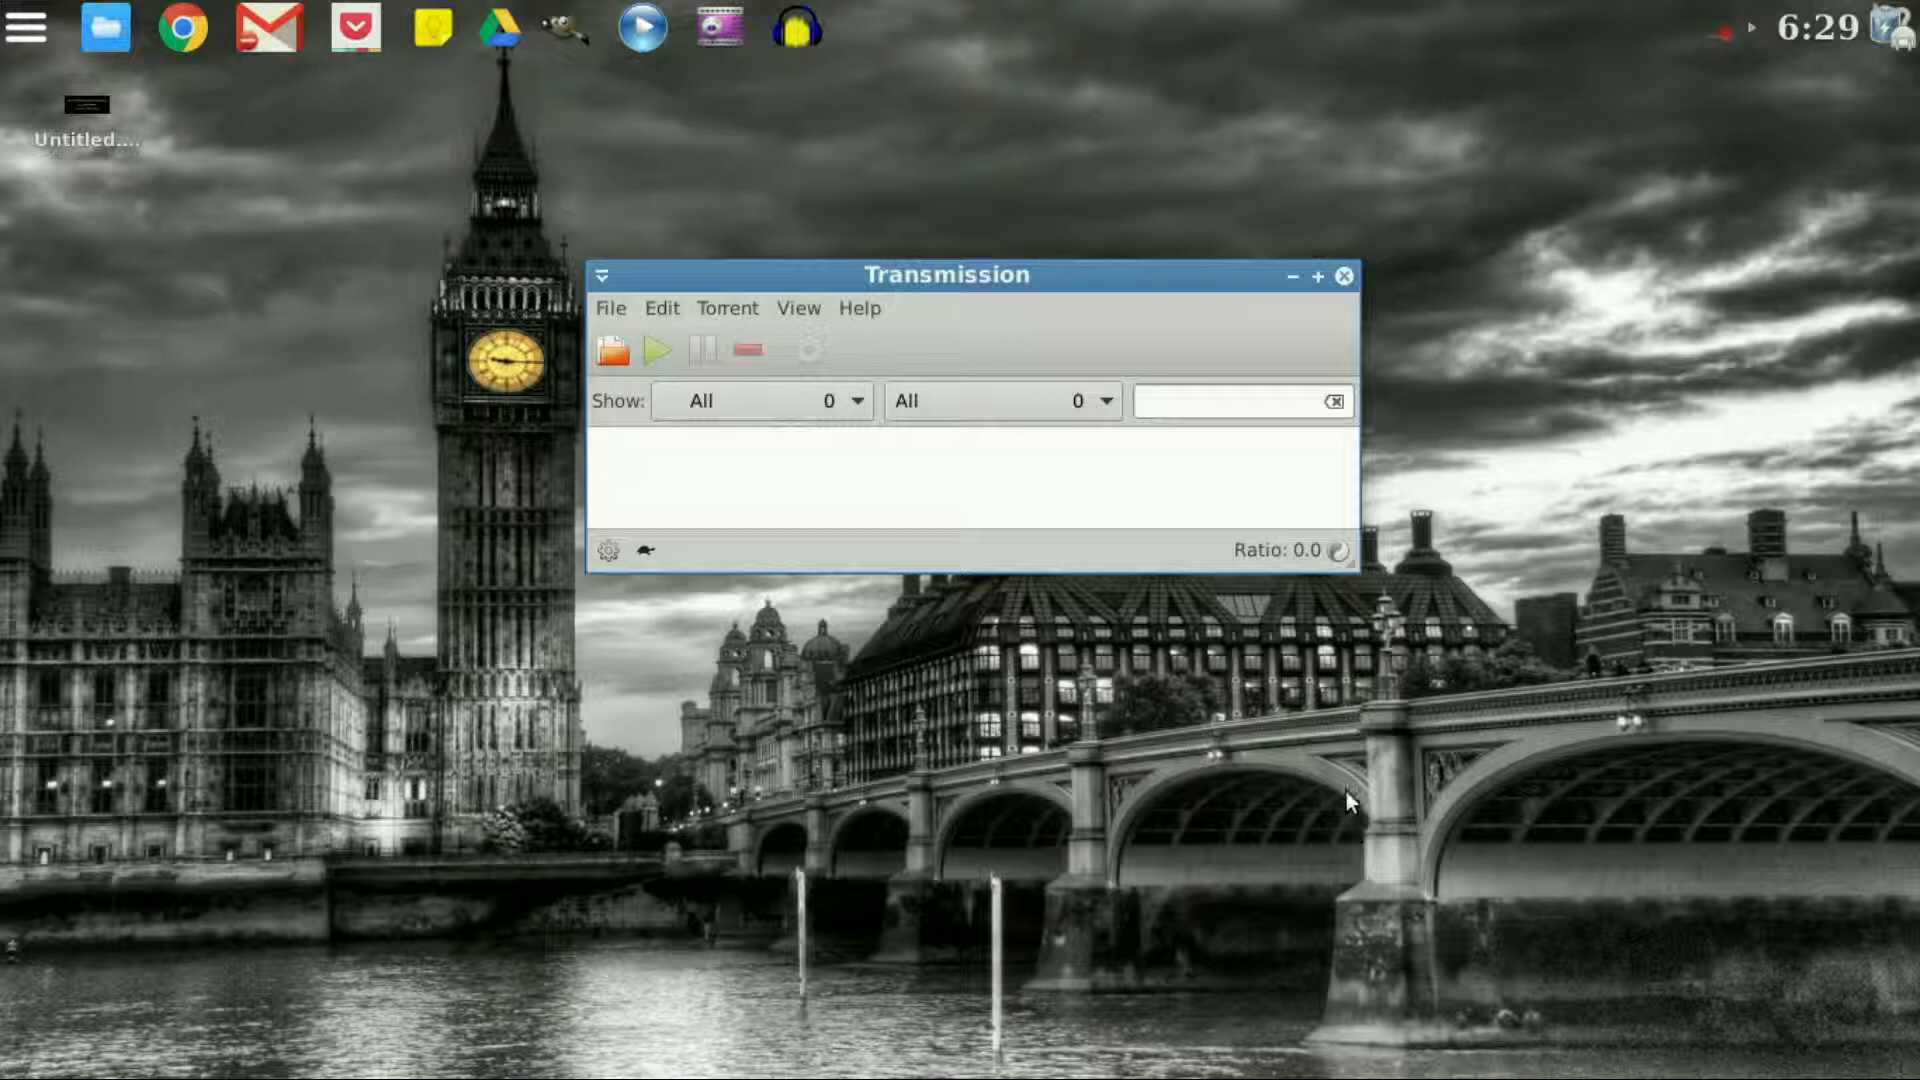 6:29
Untitled....
Transmission
File Edit Torrent View Help
Show: All 0 All 0
Ratio: 0.0